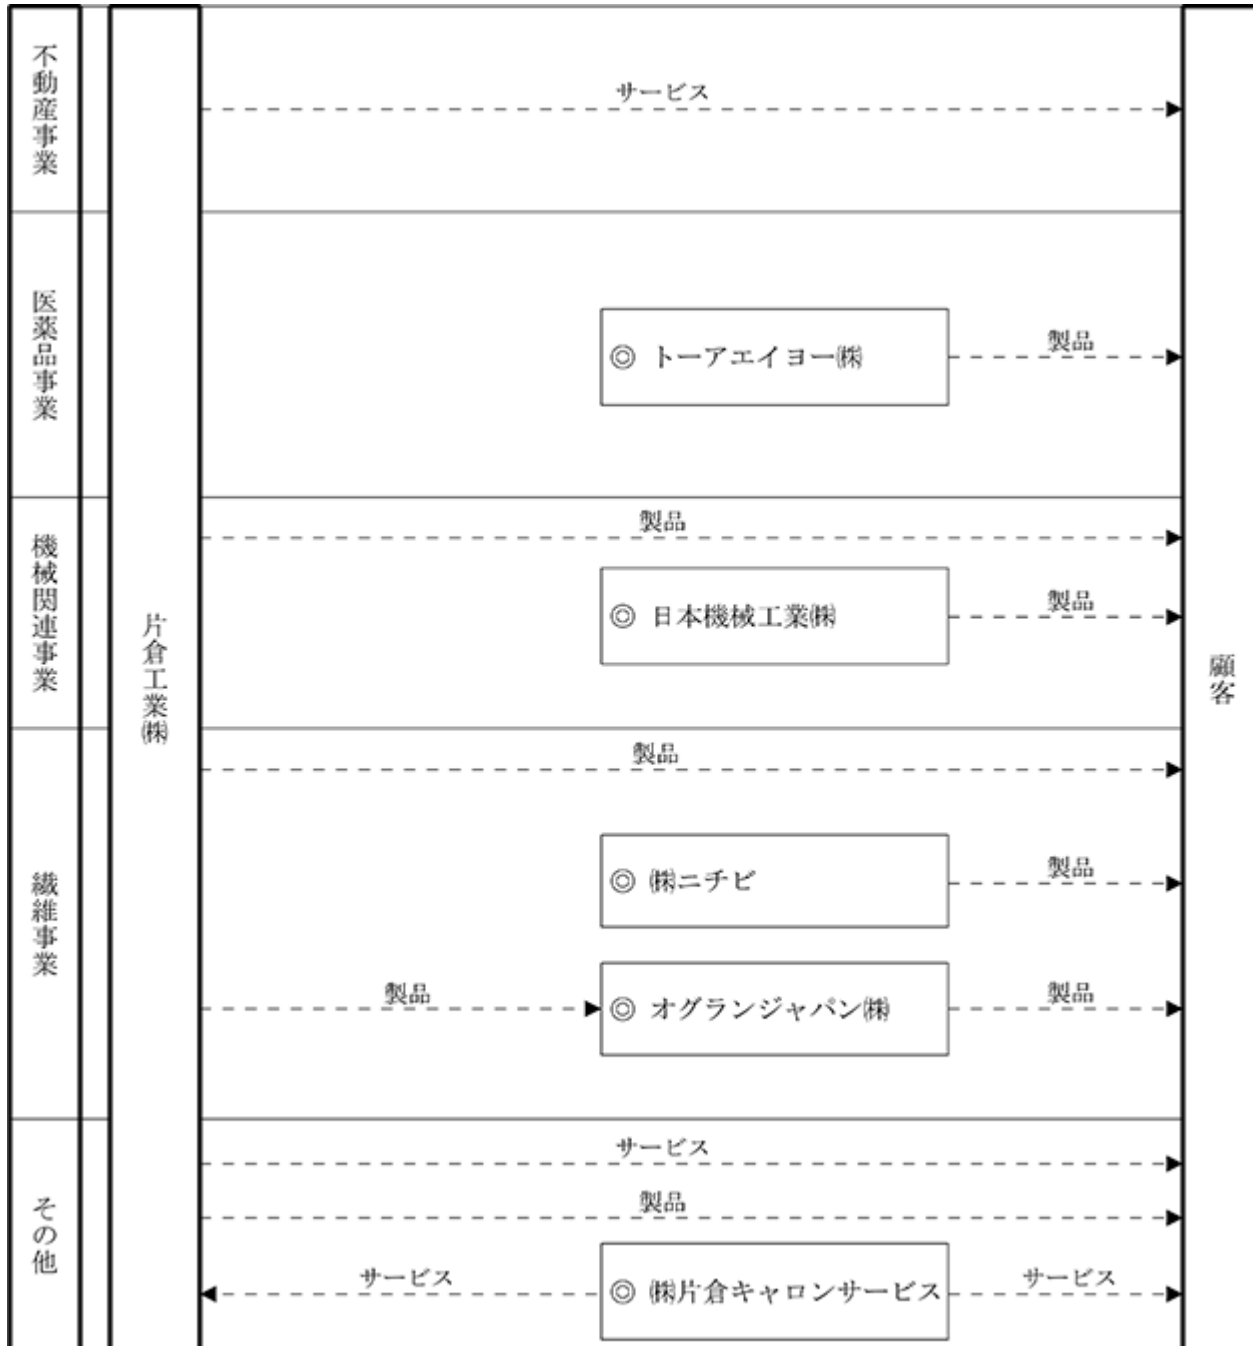 不動産事業
サービス
医薬品事業
◎ トーアエイヨー㈱
製品
機械関連事業
製品
◎ 日本機械工業㈱
製品
片倉工業㈱
顧客
繊維事業
製品
◎ ㈱ニチビ
製品
製品
◎ オグランジャパン㈱
製品
その他
サービス
製品
サービス
◎ ㈱片倉キャロンサービス
サービス